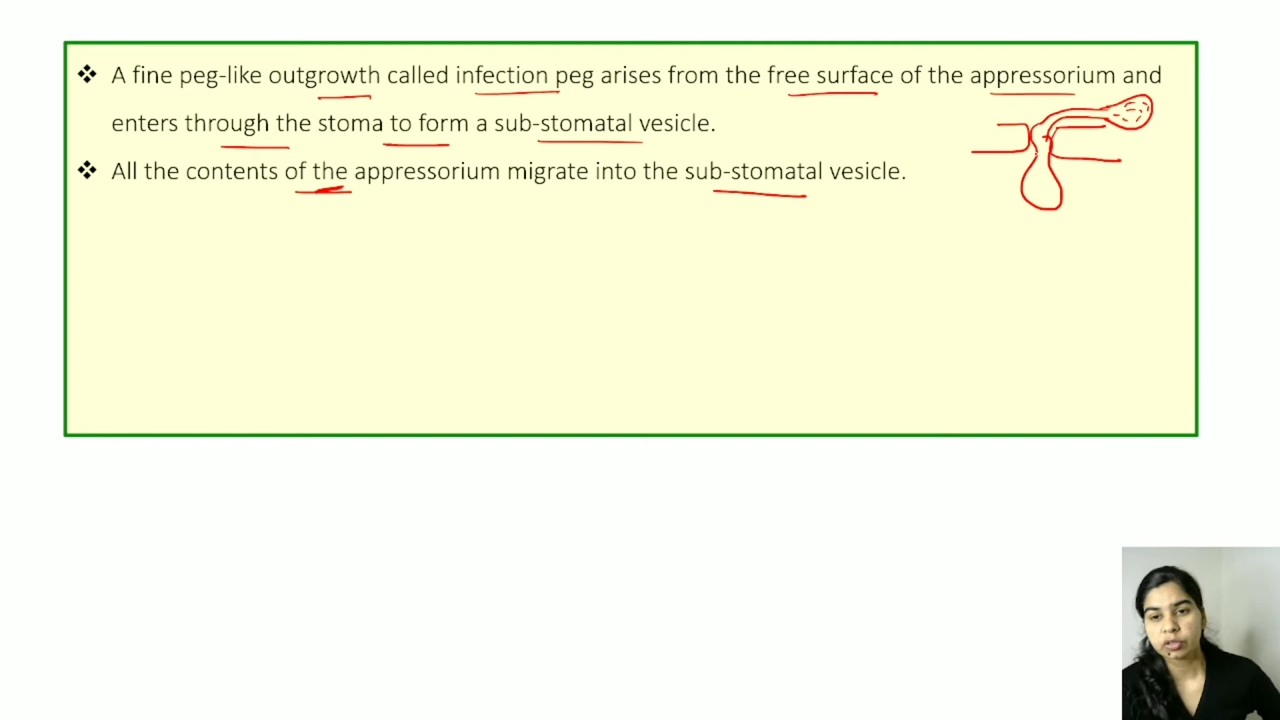 ❖ A fine peg-like outgrowth called infection peg arises from the free surface of the appressorium and
enters through the stoma to form a sub-stomatal vesicle.
❖ All the contents of the appressorium migrate into the sub-stomatal vesicle.